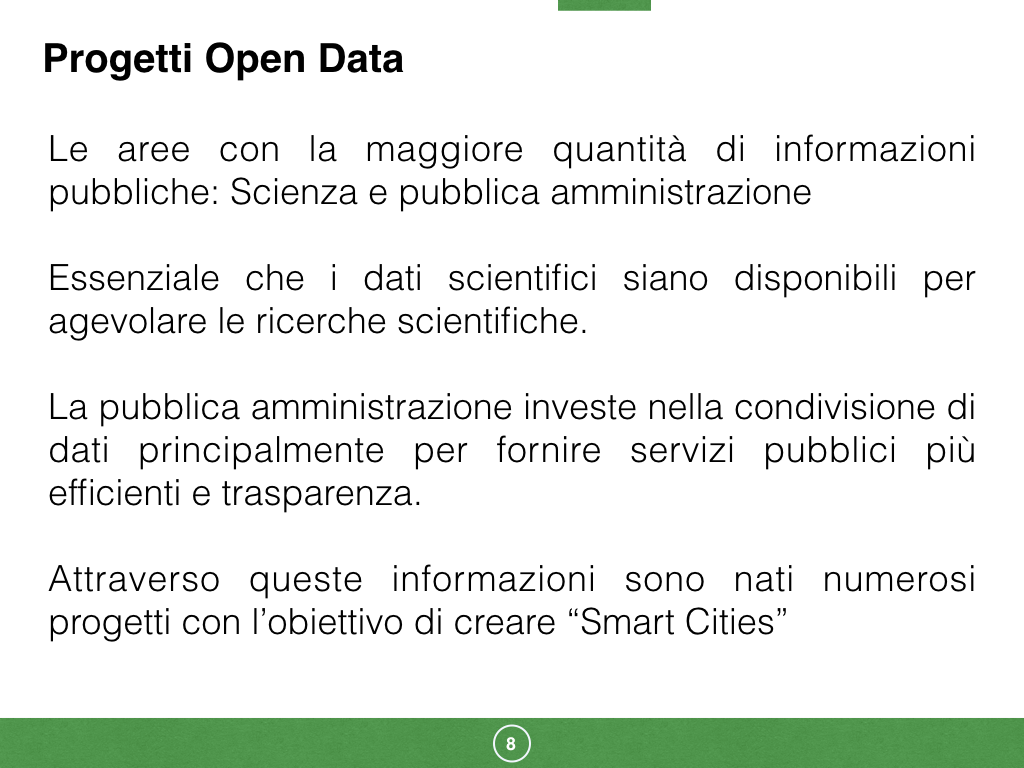 Progetti Open Data
Le aree con la maggiore quantità di informazioni
pubbliche: Scienza e pubblica amministrazione
Essenziale che i dati scientifici siano disponibili per
agevolare le ricerche scientifiche.
La pubblica amministrazione investe nella condivisione di
dati principalmente per fornire servizi pubblici più
efficienti e trasparenza.
Attraverso queste informazioni sono nati numerosi
progetti con l’obiettivo di creare “Smart Cities”
8